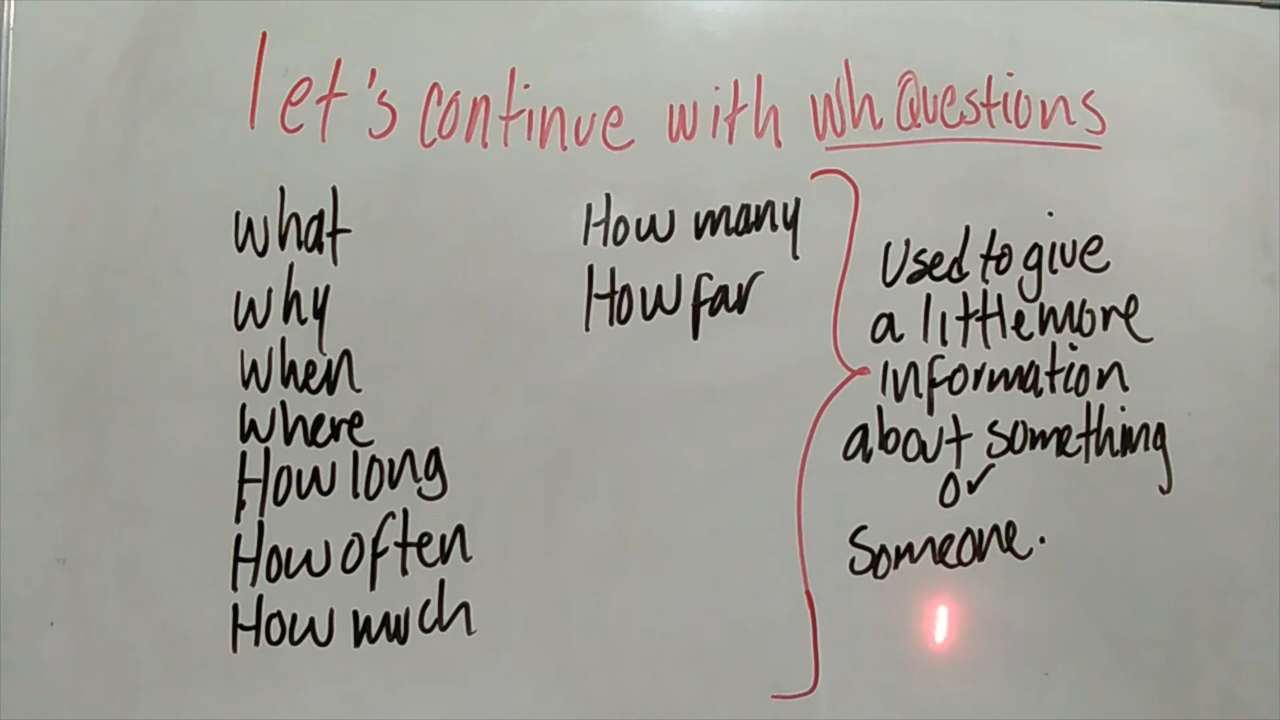 let's continue with Wh Questions
what
why
When
Where
How long
How often
How much
How many
How far
Used to give
a little more
information
about something
or
Someone.